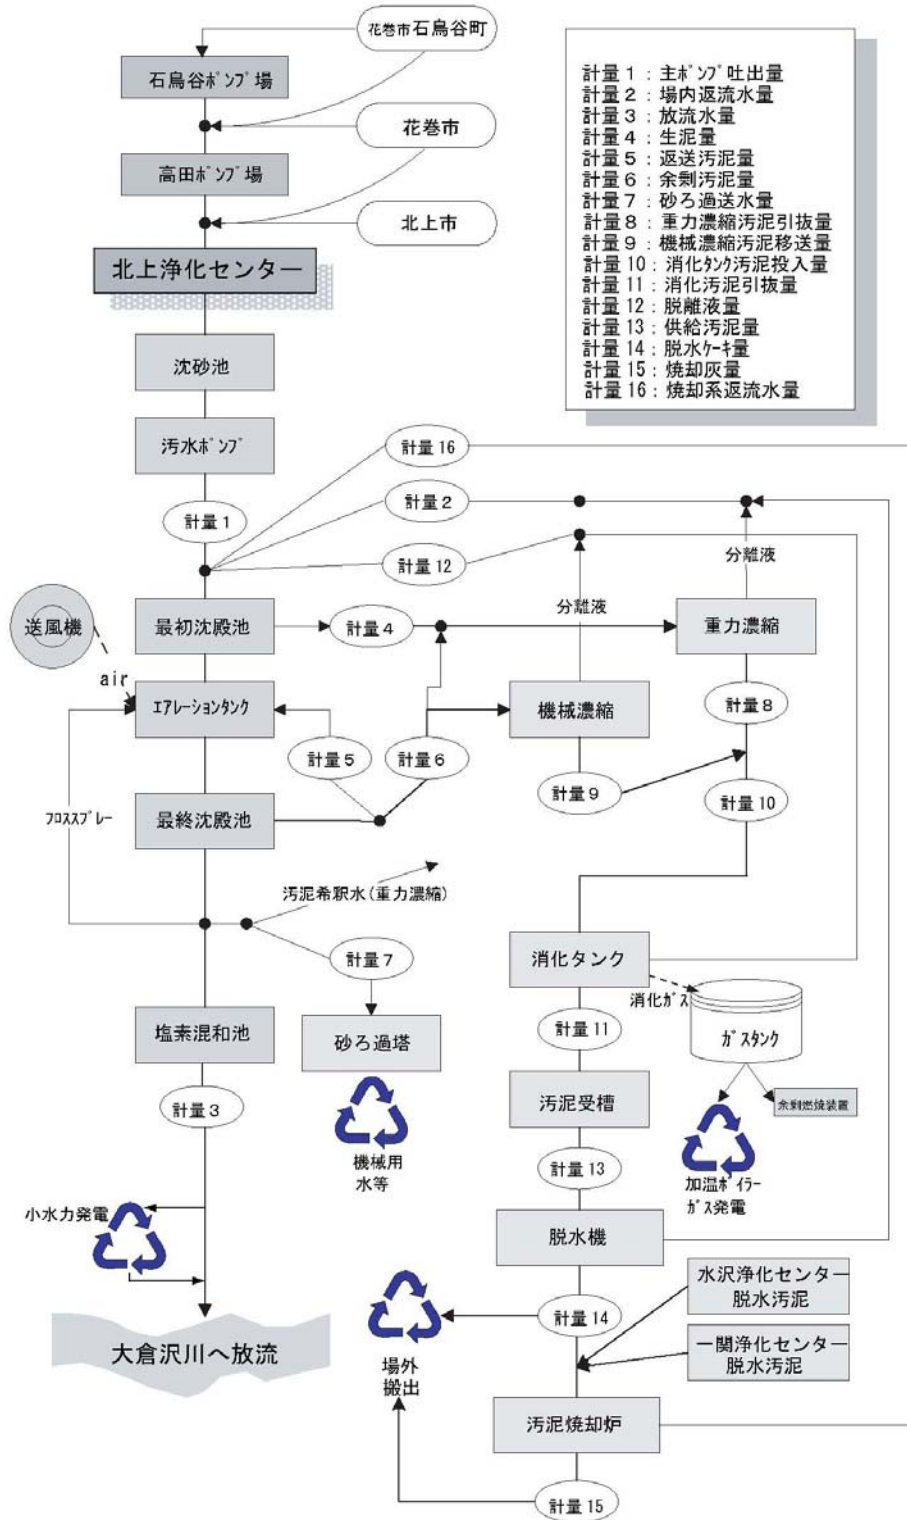 花巻市石鳥谷町
石鳥谷ポンプ場
花巻市
高田ポンプ場
北上市
北上浄化センター
計量1：主ポンプ吐出量
計量2：場内返流水量
計量3：放流水量
計量4：生泥量
計量5：返送汚泥量
計量6：余剰汚泥量
計量7：砂ろ過送水量
計量8：重力濃縮汚泥引抜量
計量9：機械濃縮汚泥移送量
計量10：消化タンク汚泥投入量
計量11：消化汚泥引抜量
計量12：脱離液量
計量13：供給汚泥量
計量14：脱水ケーキ量
計量15：焼却灰量
計量16：焼却系返流水量
沈砂池
汚水ポンプ
計量16
計量2
計量1
計量12
分離液
分離液
送風機
最初沈殿池
計量4
重力濃縮
air
エアレーションタンク
機械濃縮
計量8
計量5
計量6
計量9
計量10
フロススプレー
最終沈殿池
汚泥希釈水(重力濃縮)
計量7
消化タンク
消化ガス
ガスタンク
塩素混和池
砂ろ過塔
計量11
計量3
汚泥受槽
余剰燃焼装置
機械用
水等
計量13
加温ボイラー
ガス発電
小水力発電
脱水機
水沢浄化センター
脱水汚泥
計量14
一関浄化センター
脱水汚泥
大倉沢川へ放流
場外
搬出
汚泥焼却炉
計量15